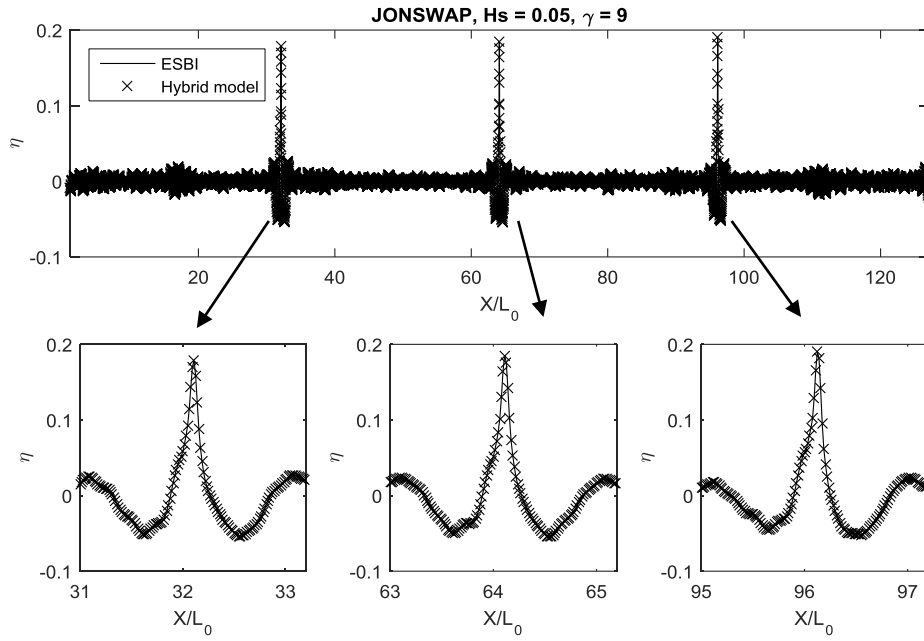 JONSWAP, Hs = 0.05, γ = 9
0.2
0.1
0
-0.1
η
ESBI
Hybrid model
20 40 60 80 100 120
X/L0
0.2
0.1
0
-0.1
η
31 32 33
X/L0
0.2
0.1
0
-0.1
η
63 64 65
X/L0
0.2
0.1
0
-0.1
η
95 96 97
X/L0